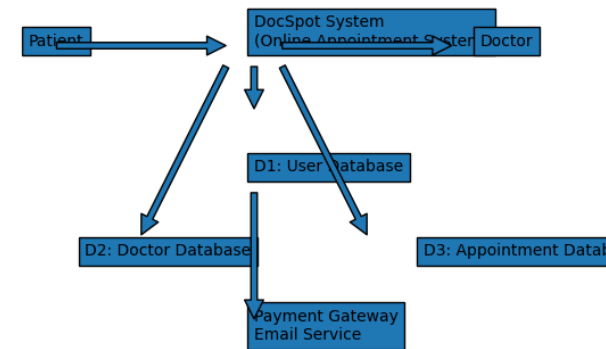 Patient
DocSpot System
(Online Appointment System
Doctor
D1: User Database
D2: Doctor Database
D3: Appointment Datab
Payment Gateway
Email Service